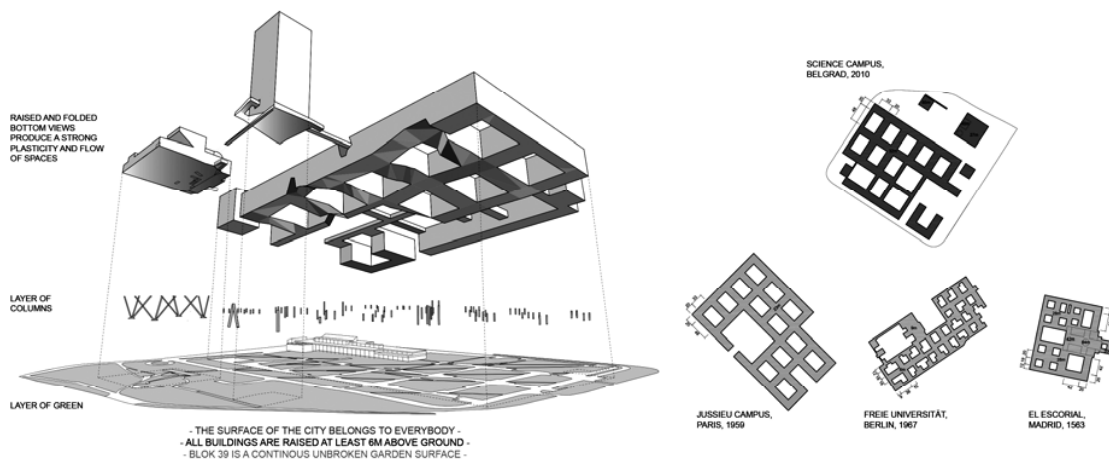 RAISED AND FOLDED
BOTTOM VIEWS
PRODUCE A STRONG
PLASTICITY AND FLOW
OF SPACES
LAYER OF
COLUMNS
LAYER OF GREEN
- THE SURFACE OF THE CITY BELONGS TO EVERYBODY -
- ALL BUILDINGS ARE RAISED AT LEAST 6M ABOVE GROUND -
- BLOK 39 IS A CONTINOUS UNBROKEN GARDEN SURFACE -
SCIENCE CAMPUS,
BELGRAD, 2010
JUSSIEU CAMPUS,
PARIS, 1959
FREIE UNIVERSITÄT,
BERLIN, 1967
EL ESCORIAL,
MADRID, 1563